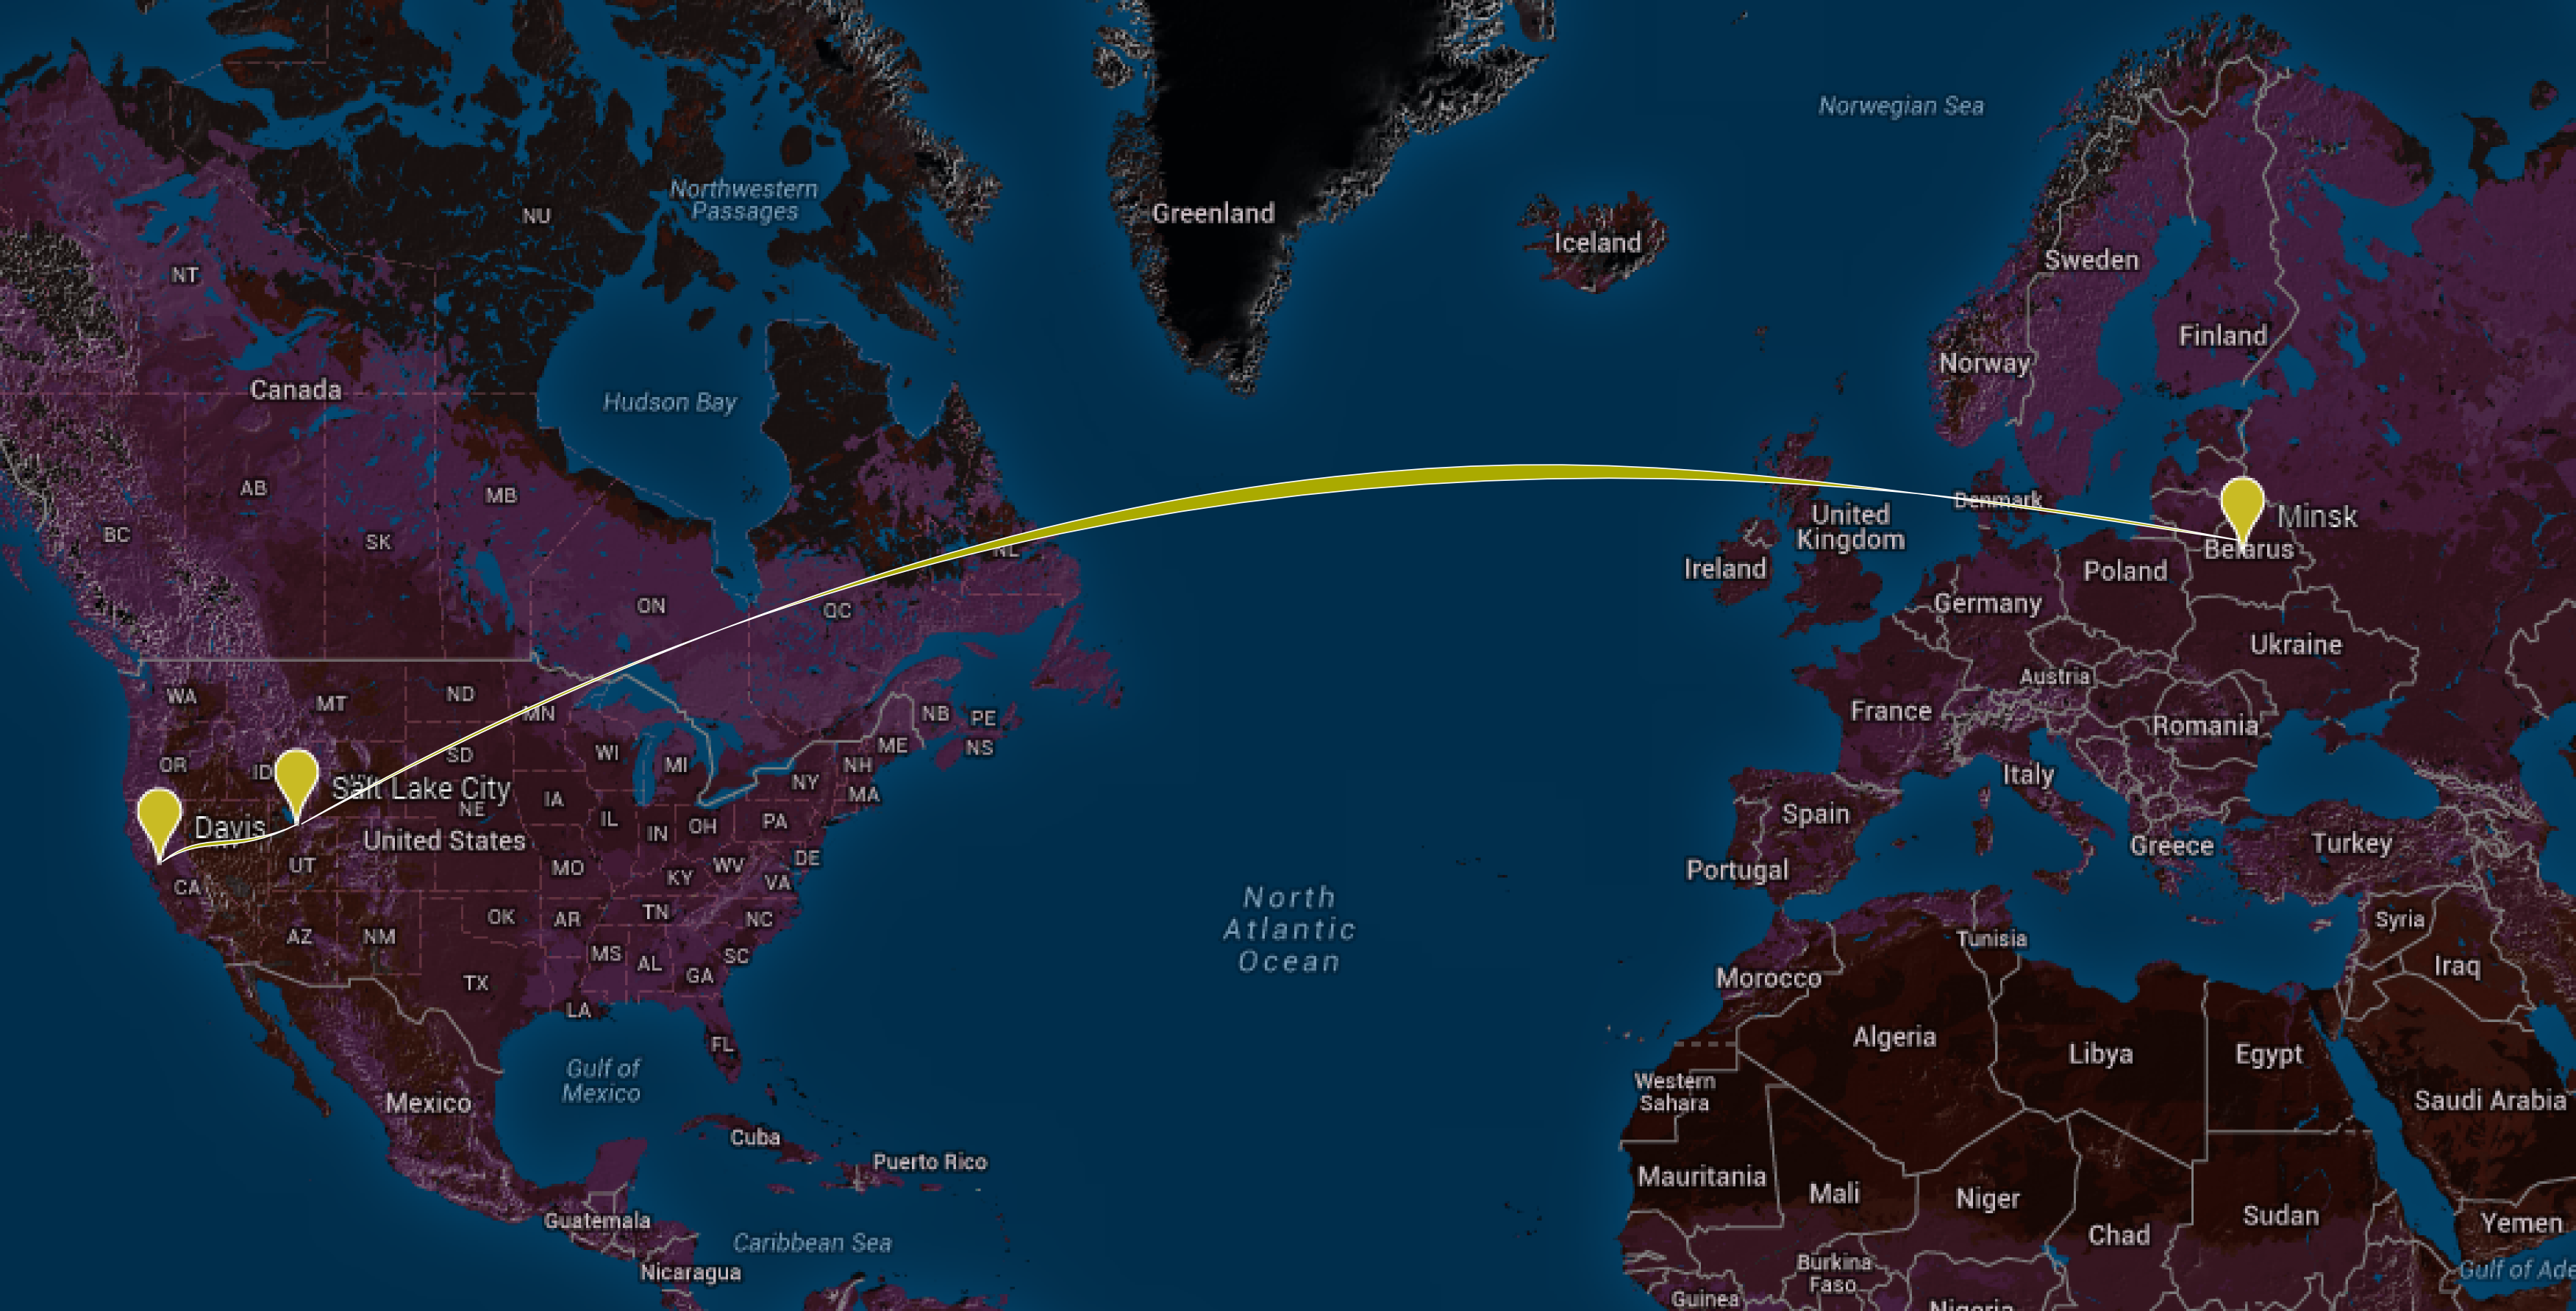 Norwegian Sea
Northwestern
Passages
NU
Greenland
Iceland
Sweden
NT
Finland
Norway
Canada
Hudson Bay
AB
MB
Denmark
Minsk
United
Kingdom
BC
SK
NL
Belarus
Ireland
Poland
ON
QC
Germany
Ukraine
Austria
WA
MT
ND
MN
NB
PE
France
Romania
OR
ID
SD
WI
MI
ME
NS
NH
NY
Italy
Salt Lake City
MA
NE
IA
IL
IN
OH
PA
Spain
Davis
United States
Greece
Turkey
UT
MO
KY
WV
DE
VA
Portugal
CA
OK
AR
TN
NC
North
Atlantic
Ocean
Syria
AZ
NM
MS
AL
SC
GA
Tunisia
Iraq
TX
Morocco
LA
FL
Algeria
Libya
Egypt
Gulf of
Mexico
Western
Sahara
Mexico
Saudi Arabia
Cuba
Puerto Rico
Mauritania
Mali
Niger
Guatemala
Sudan
Yemen
Caribbean Sea
Chad
Nicaragua
Burkina
Faso
Gulf of Ade
Guinea
Nigeria